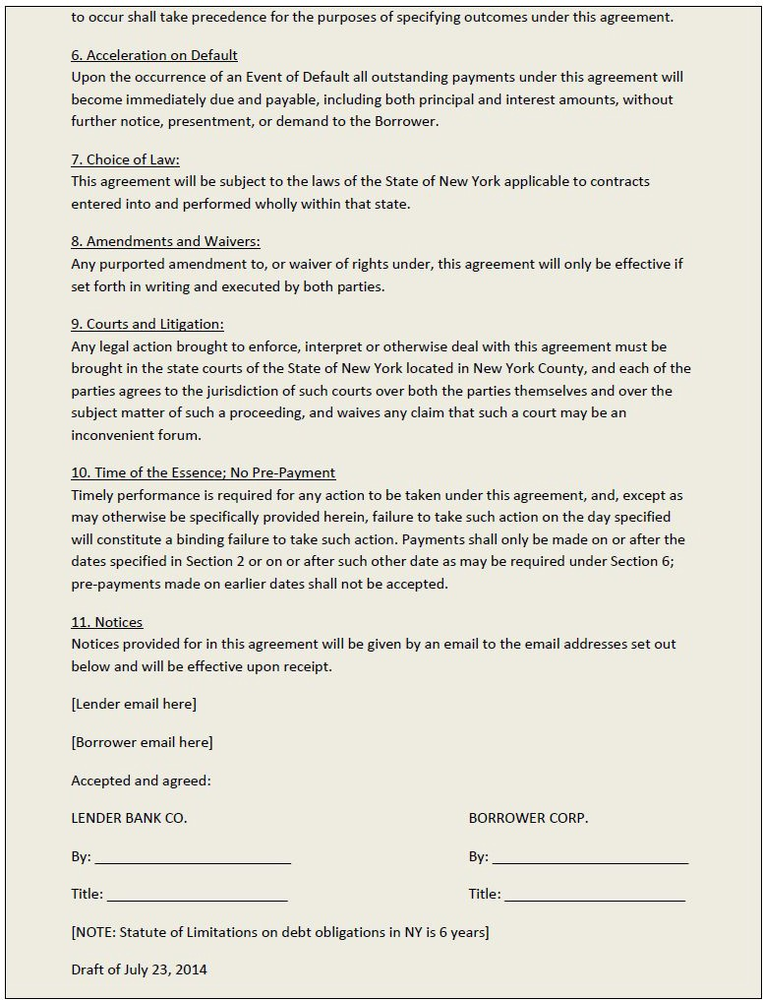 to occur shall take precedence for the purposes of specifying outcomes under this agreement.
6. Acceleration on Default
Upon the occurrence of an Event of Default all outstanding payments under this agreement will
become immediately due and payable, including both principal and interest amounts, without
further notice, presentment, or demand to the Borrower.
7. Choice of Law:
This agreement will be subject to the laws of the State of New York applicable to contracts
entered into and performed wholly within that state.
8. Amendments and Waivers:
Any purported amendment to, or waiver of rights under, this agreement will only be effective if
set forth in writing and executed by both parties.
9. Courts and Litigation:
Any legal action brought to enforce, interpret or otherwise deal with this agreement must be
brought in the state courts of the State of New York located in New York County, and each of the
parties agrees to the jurisdiction of such courts over both the parties themselves and over the
subject matter of such a proceeding, and waives any claim that such a court may be an
inconvenient forum.
10. Time of the Essence; No Pre-Payment
Timely performance is required for any action to be taken under this agreement, and, except as
may otherwise be specifically provided herein, failure to take such action on the day specified
will constitute a binding failure to take such action. Payments shall only be made on or after the
dates specified in Section 2 or on or after such other date as may be required under Section 6;
pre-payments made on earlier dates shall not be accepted.
11. Notices
Notices provided for in this agreement will be given by an email to the email addresses set out
below and will be effective upon receipt.
[Lender email here]
[Borrower email here]
Accepted and agreed:
LENDER BANK CO. BORROWER CORP.
By: _________________________ By: _________________________
Title: _______________________ Title: _______________________
[NOTE: Statute of Limitations on debt obligations in NY is 6 years]
Draft of July 23, 2014